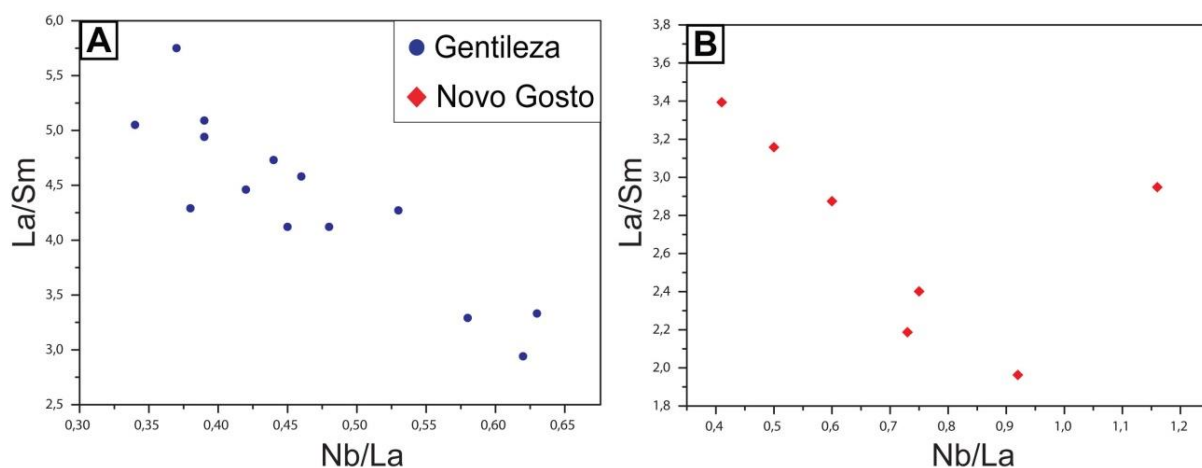 A
Gentileza
Novo Gosto
6,0
5,5
5,0
4,5
4,0
3,5
3,0
2,5
La/Sm
0,30 0,35 0,40 0,45 0,50 0,55 0,60 0,65
Nb/La
B
3,8
3,6
3,4
3,2
3,0
2,8
2,4
2,2
2,0
1,8
La/Sm
0,4 0,5 0,6 0,7 0,8 0,9 1,0 1,1 1,2
Nb/La